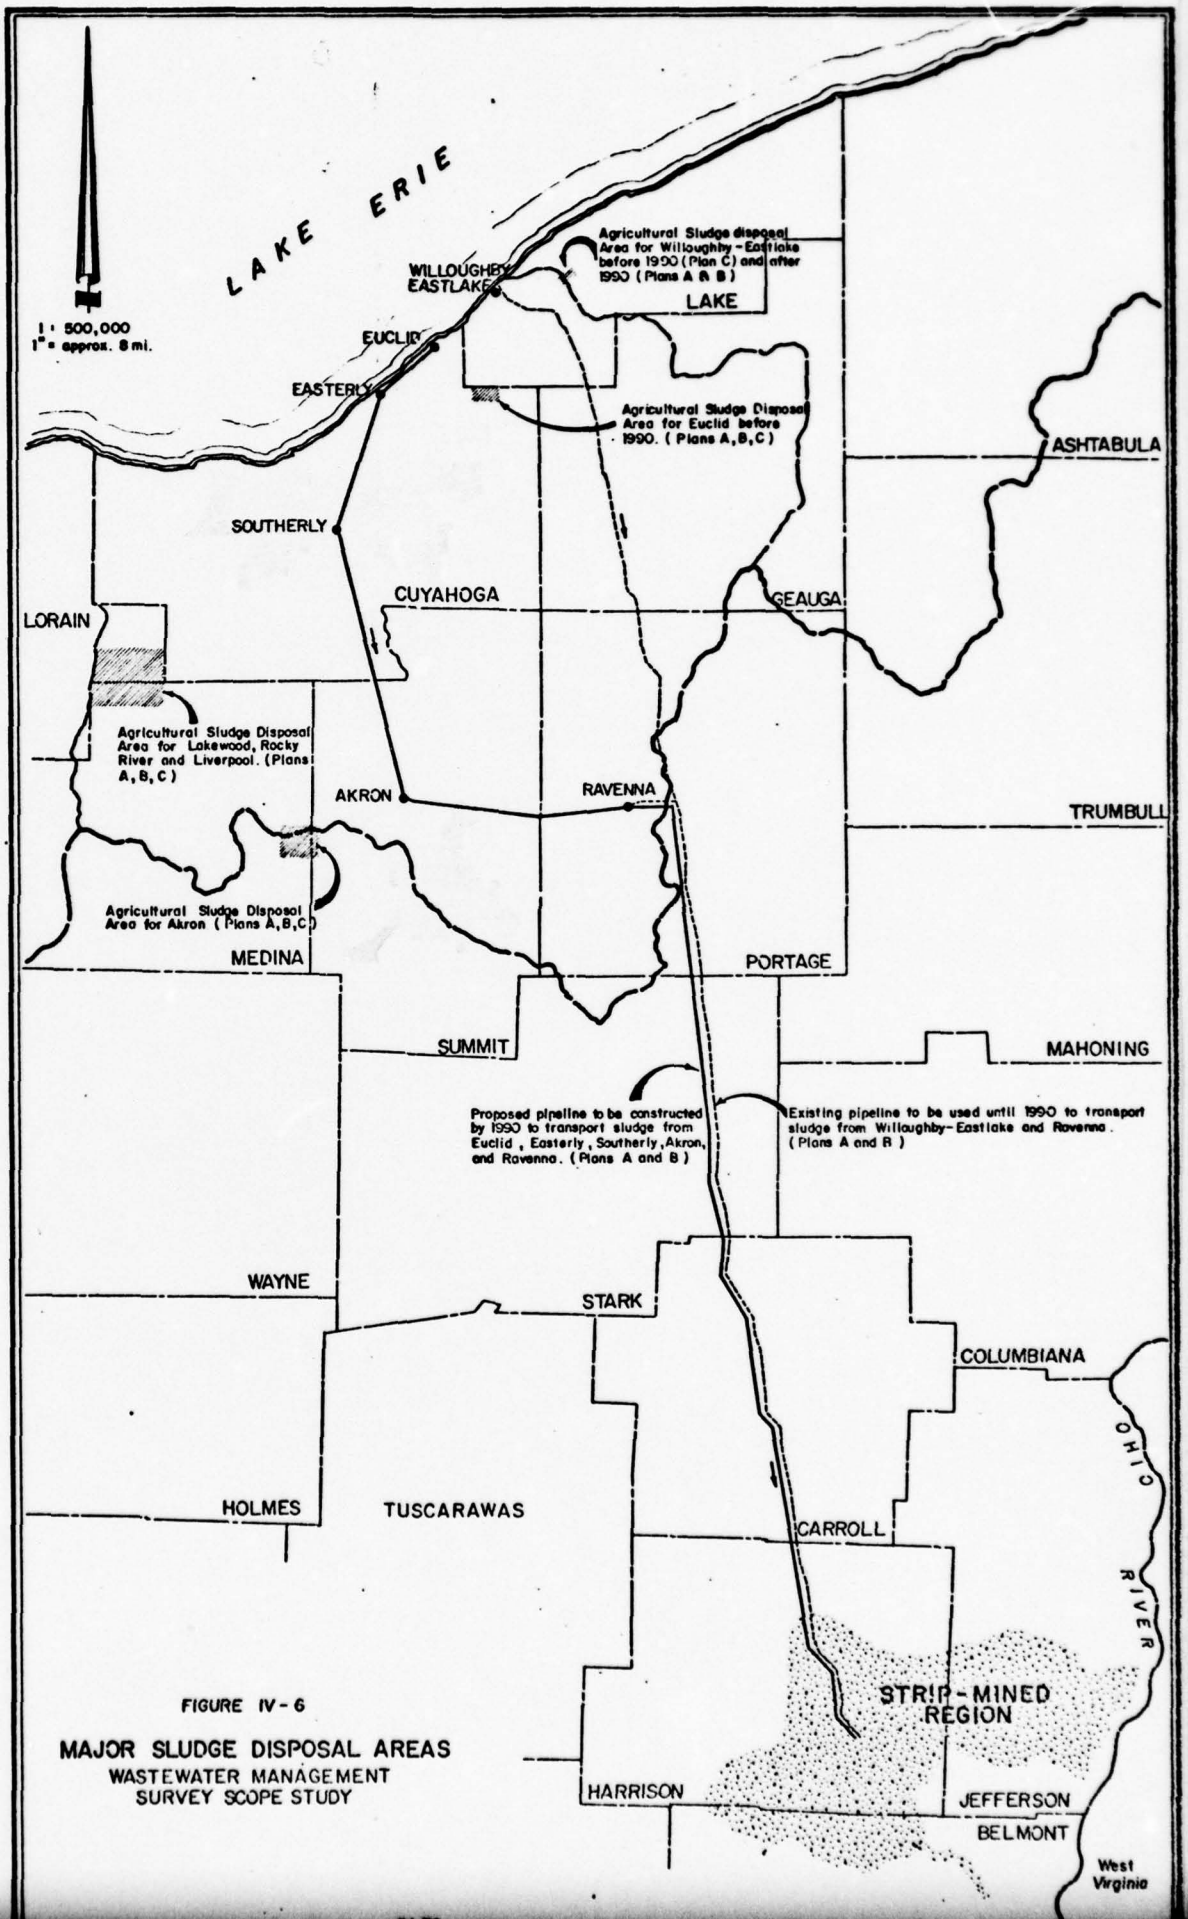 LAKE ERIE
1 : 500,000
1" = approx. 8 mi.
WILLOUGHBY
EASTLAKE
EUCLID
EASTERLY
Agricultural Sludge disposal
Area for Willoughby-Eastlake
before 1990 (Plan C) and after
1990 (Plans A & B)
LAKE
Agricultural Sludge Disposal
Area for Euclid before
1990. (Plans A,B,C)
ASHTABULA
SOUTHERLY
CUYAHOGA
GEAUGA
LORAIN
Agricultural Sludge Disposal
Area for Lakewood, Rocky
River and Liverpool. (Plans
A,B,C)
AKRON
RAVENNA
TRUMBULL
Agricultural Sludge Disposal
Area for Akron (Plans A,B,C)
MEDINA
PORTAGE
SUMMIT
MAHONING
Proposed pipeline to be constructed
by 1990 to transport sludge from
Euclid, Easterly, Southerly, Akron,
and Ravenna. (Plans A and B)
Existing pipeline to be used until 1990 to transport
sludge from Willoughby-Eastlake and Ravenna.
(Plans A and B)
WAYNE
STARK
COLUMBIANA
OHIO RIVER
HOLMES
TUSCARAWAS
CARROLL
STRIP-MINED
REGION
FIGURE IV-6
MAJOR SLUDGE DISPOSAL AREAS
WASTEWATER MANAGEMENT
SURVEY SCOPE STUDY
HARRISON
JEFFERSON
BELMONT
West
Virginia